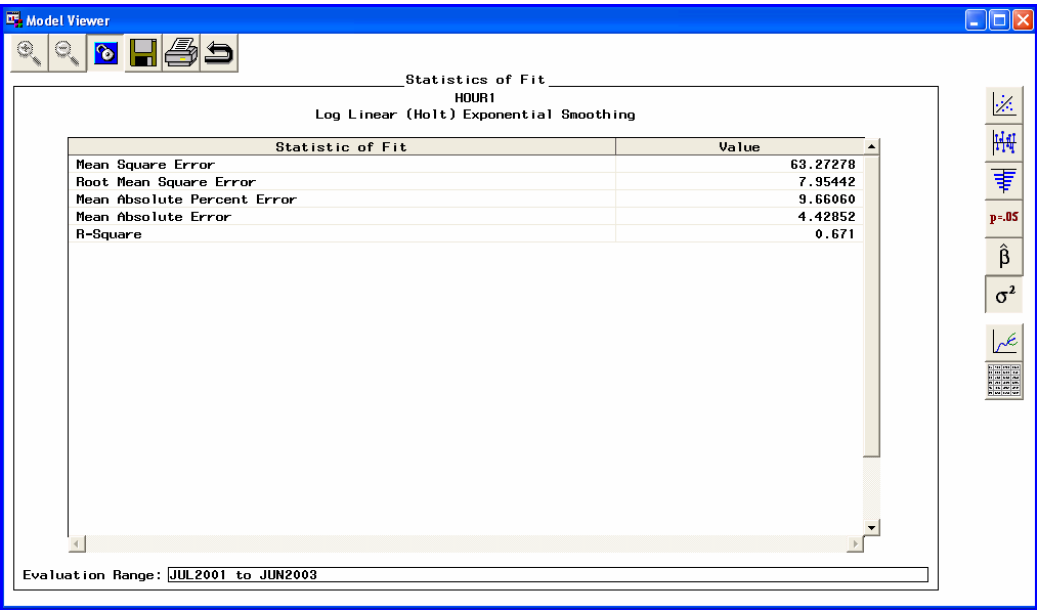 Model Viewer
Statistics of Fit
HOUR1
Log Linear (Holt) Exponential Smoothing
Statistic of Fit Value
Mean Square Error 63.27278
Root Mean Square Error 7.95442
Mean Absolute Percent Error 9.66060
Mean Absolute Error 4.42852
R-Square 0.671
p=.05
β̂
σ²
Evaluation Range: JUL2001 to JUN2003